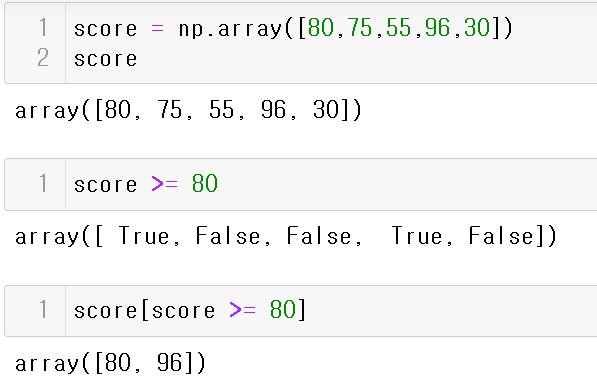 1 score = np.array([80,75,55,96,30])
2 score
array([80, 75, 55, 96, 30])
1 score >= 80
array([ True, False, False,  True, False])
1 score[score >= 80]
array([80, 96])